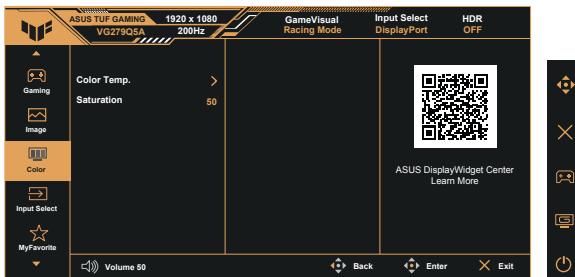 ASUS TUF GAMING 1920 x 1080
VG279Q5A 200Hz
GameVisual
Racing Mode
Input Select
DisplayPort
HDR
OFF
Gaming
Image
Color
Input Select
MyFavorite
Color Temp.
Saturation 50
ASUS DisplayWidget Center
Learn More
Volume 50
Back
Enter
Exit